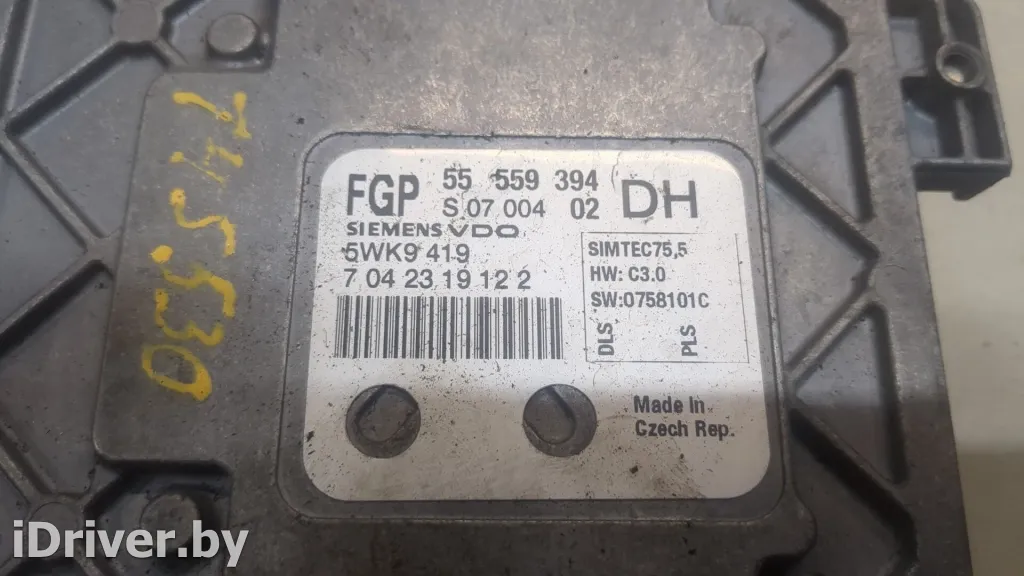 FGP 55 559 394 DH
S 07 004 02
SIEMENS VDO
5WK9 419
7 04 23 19 12 2
SIMTEC75,5
HW: C3.0
SW:0758101C
DLS PLS
Made In
Czech Rep.
iDriver.by